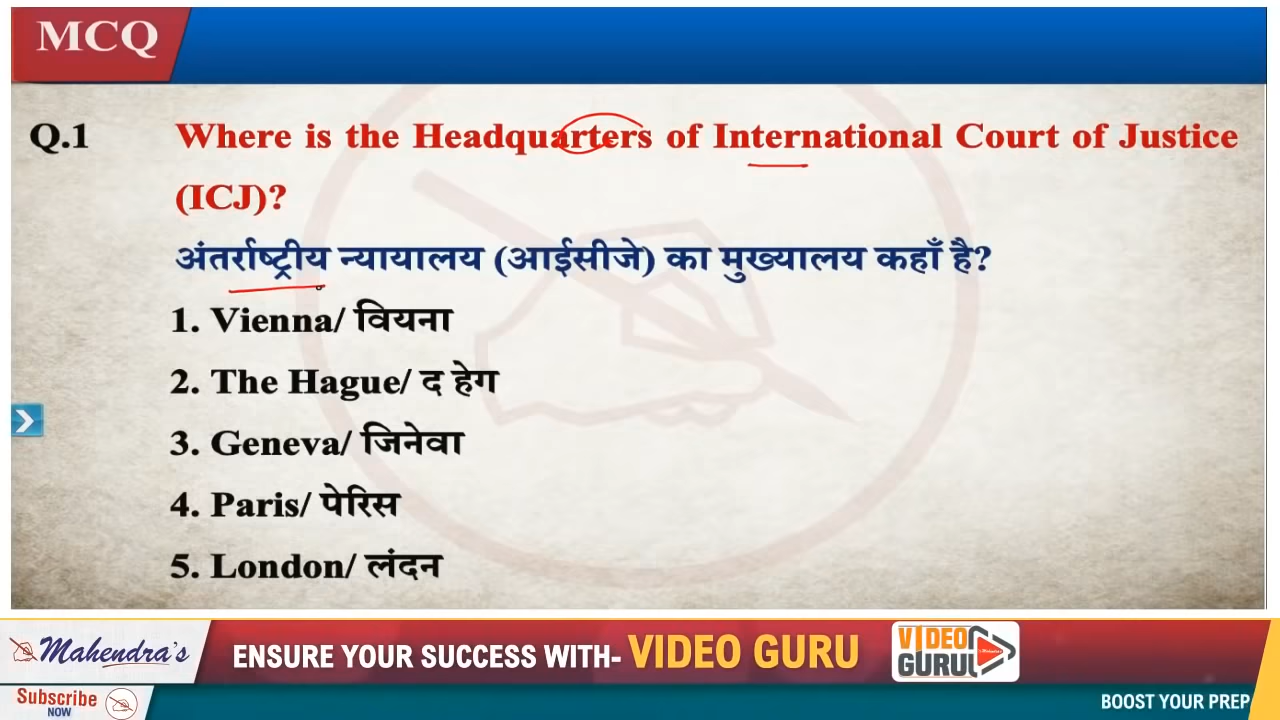 MCQ
Q.1 Where is the Headquarters of International Court of Justice
(ICJ)?
अंतर्राष्ट्रीय न्यायालय (आईसीजे) का मुख्यालय कहाँ है?
1. Vienna/ वियना
2. The Hague/ द हेग
3. Geneva/ जिनेवा
4. Paris/ पेरिस
5. London/ लंदन
Mahendra's ENSURE YOUR SUCCESS WITH- VIDEO GURU
VIDEO
GURU
Subscribe
NOW
BOOST YOUR PREP